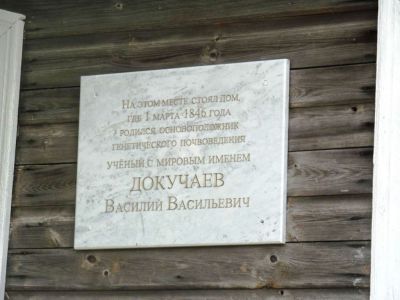 На этом месте стоял дом,
где 1 марта 1846 года
родился основоположник
генетического почвоведения
учёный с мировым именем
ДОКУЧАЕВ
Василий Васильевич